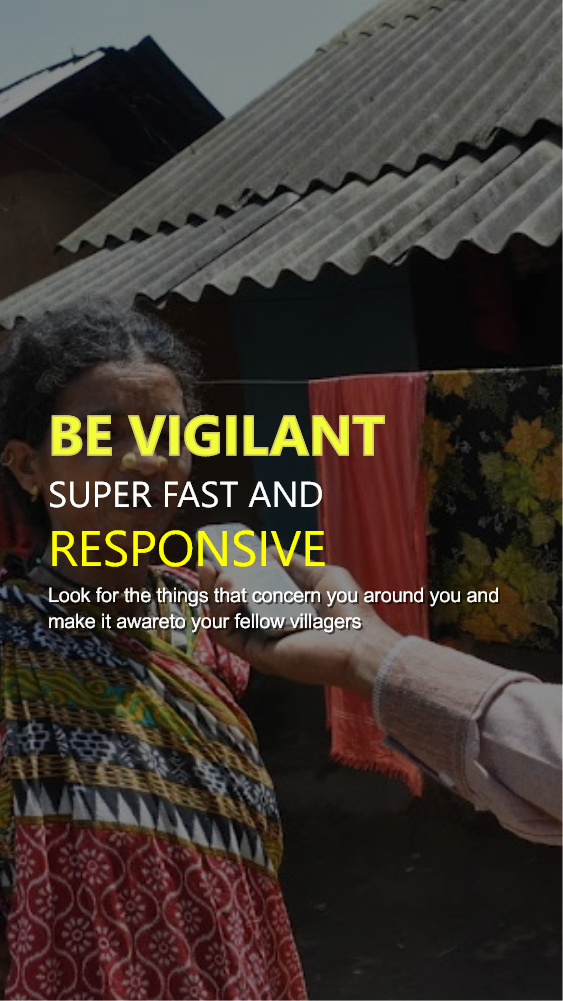 BE VIGILANT
SUPER FAST AND
RESPONSIVE
Look for the things that concern you around you and
make it awareto your fellow villagers